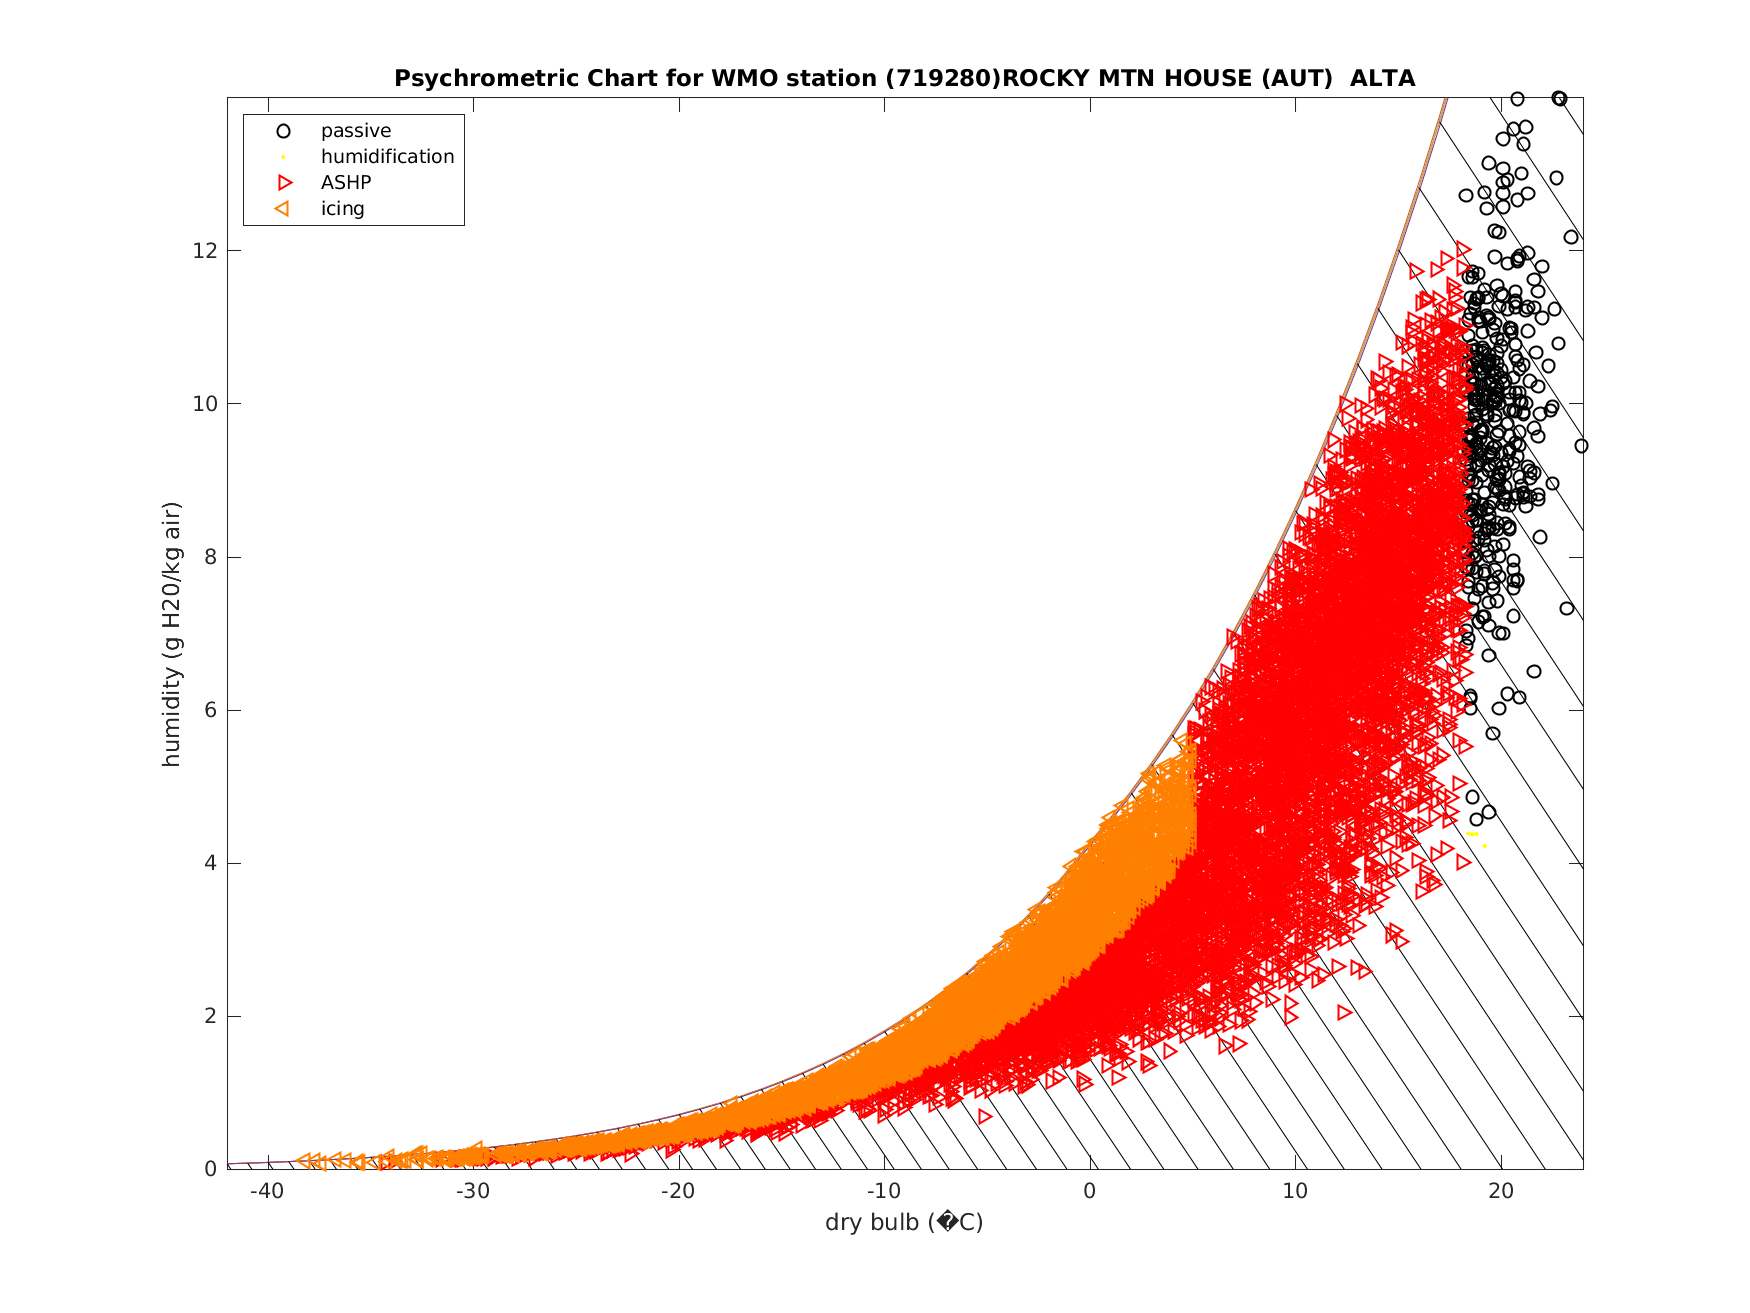 Psychrometric Chart for WMO station (719280)ROCKY MTN HOUSE (AUT)  ALTA
passive
humidification
ASHP
icing
humidity (g H20/kg air)
12
10
8
6
4
2
0
-40 -30 -20 -10 0 10 20
dry bulb (�C)